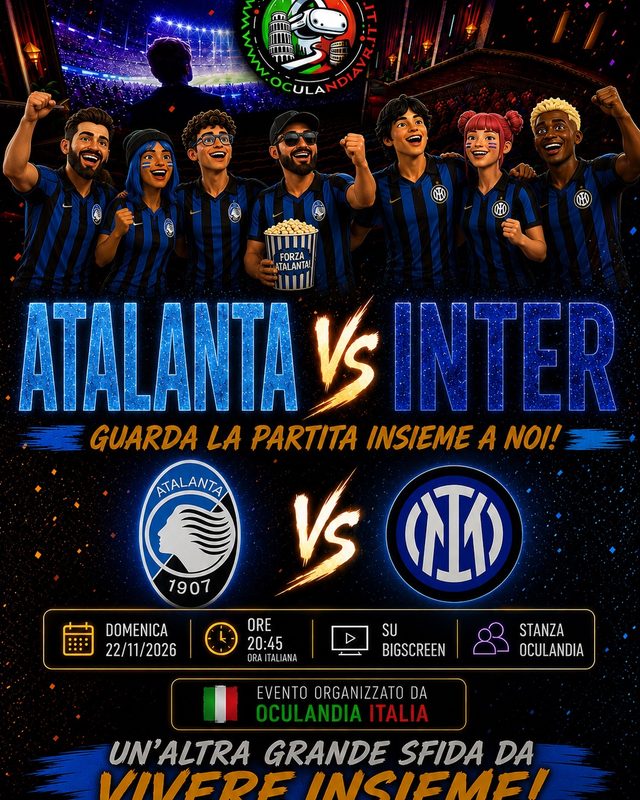 WWW.OCULANDIAVR.IT
FORZA
ATALANTA!
ATALANTA VS INTER
GUARDA LA PARTITA INSIEME A NOI!
ATALANTA
1907
VS
DOMENICA
22/11/2026
ORE
20:45
ORA ITALIANA
SU
BIGSCREEN
STANZA
OCULANDIA
EVENTO ORGANIZZATO DA
OCULANDIA ITALIA
UN'ALTRA GRANDE SFIDA DA
VIVERE INSIEME!